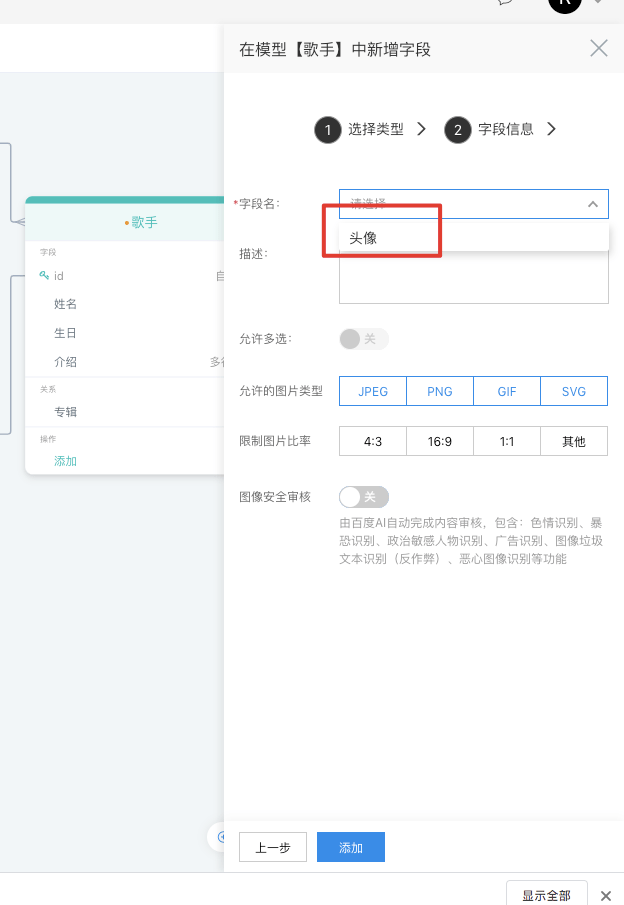 R
在模型【歌手】中新增字段
1 选择类型 2 字段信息
歌手
字段
id 自
姓名
生日
介绍
关系
专辑
操作
添加
*字段名：
请选择
头像
描述：
允许多选：
关
允许的图片类型
JPEG PNG GIF SVG
限制图片比率
4:3 16:9 1:1 其他
图像安全审核
关
由百度AI自动完成内容审核，包含：色情识别、暴
恐识别、政治敏感人物识别、广告识别、图像垃圾
文本识别（反作弊）、恶心图像识别等功能
上一步 添加
显示全部